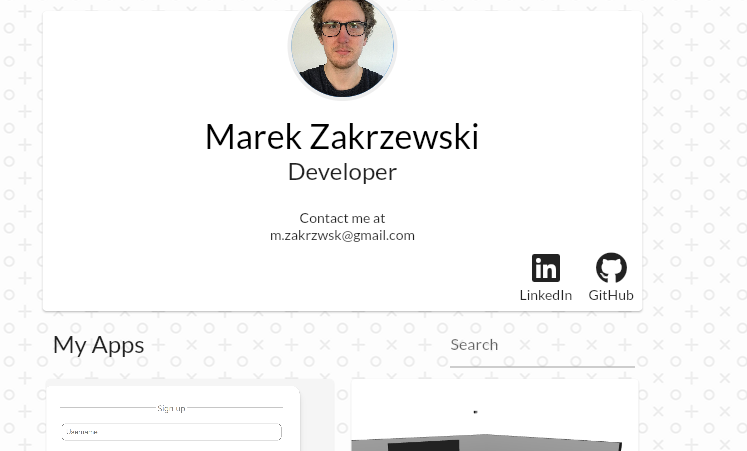 Marek Zakrzewski
Developer
Contact me at
m.zakrzwsk@gmail.com
LinkedIn GitHub
My Apps
Search
Sign up
Username